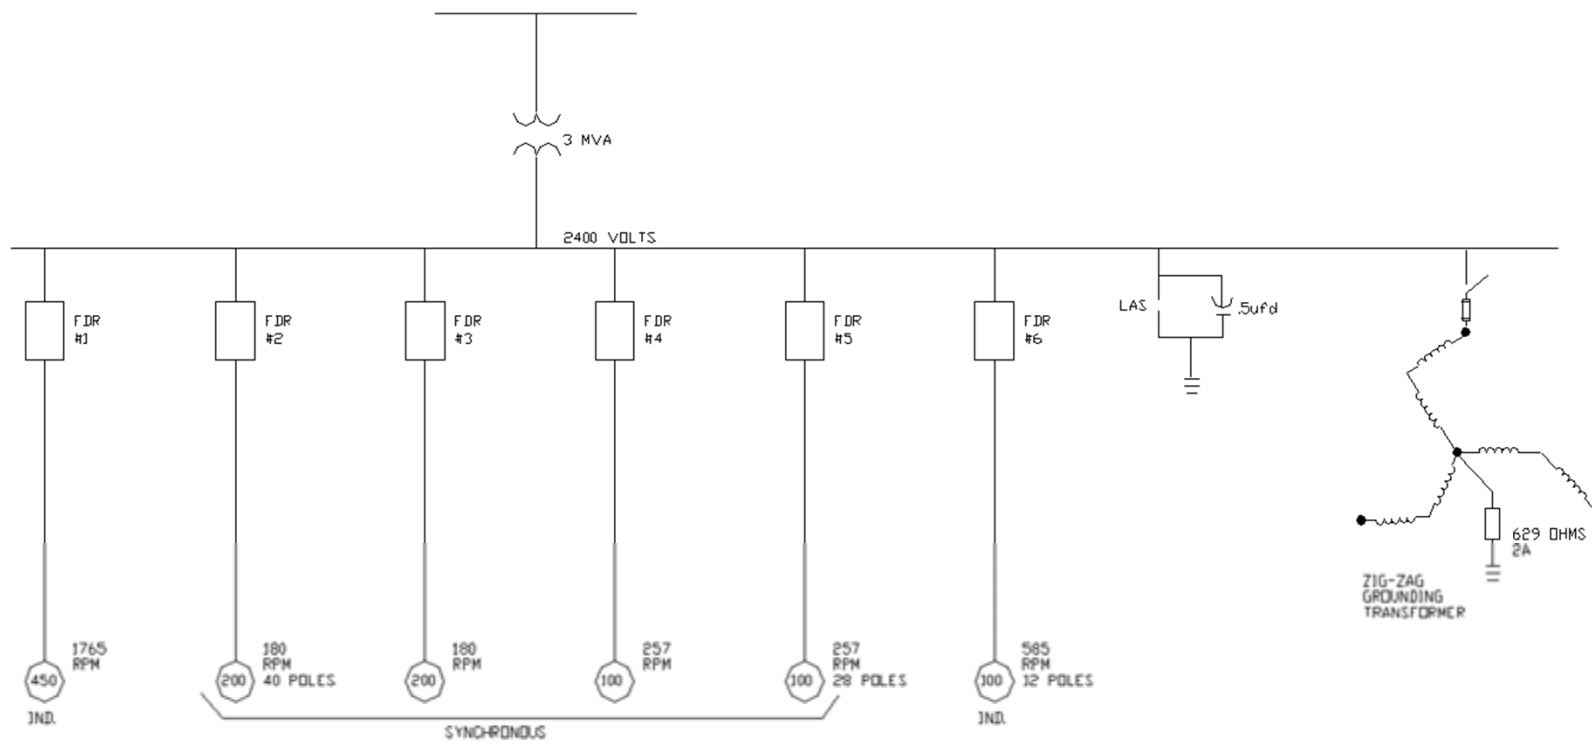 3 MVA
2400 VOLTS
FDR
#1
FDR
#2
FDR
#3
FDR
#4
FDR
#5
FDR
#6
LAS
.5ufd
629 OHMS
2A
ZIG-ZAG
GROUNDING
TRANSFORMER
1765
RPM
450
IND.
180
RPM
200
40 POLES
180
RPM
200
257
RPM
100
257
RPM
100
28 POLES
585
RPM
100
12 POLES
IND.
SYNCHRONOUS